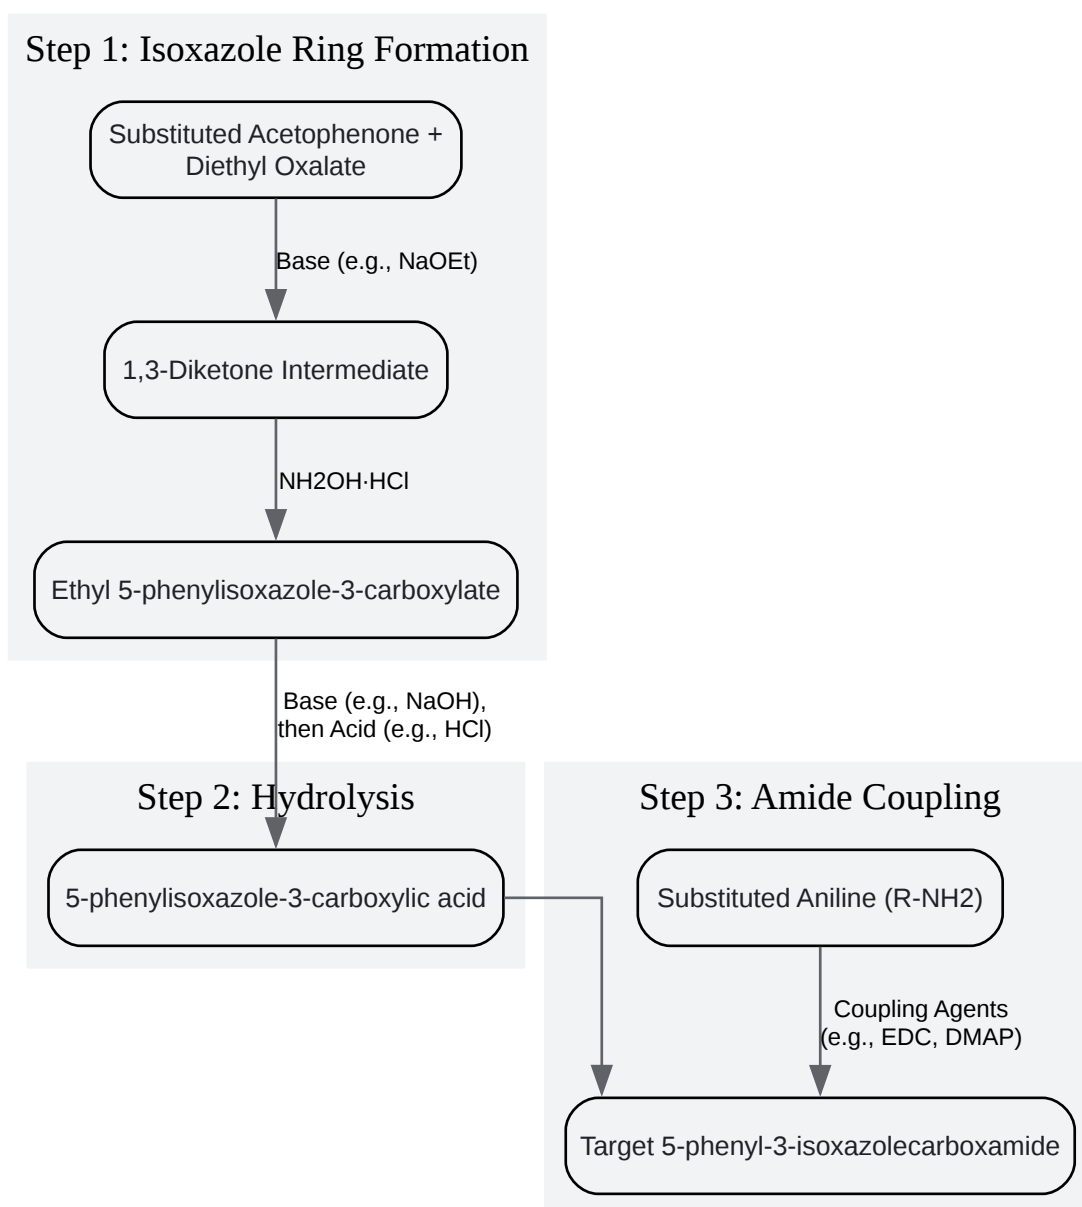 Step 1: Isoxazole Ring Formation
Substituted Acetophenone +
Diethyl Oxalate
Base (e.g., NaOEt)
1,3-Diketone Intermediate
NH2OH·HCl
Ethyl 5-phenylisoxazole-3-carboxylate
Base (e.g., NaOH),
then Acid (e.g., HCl)
Step 2: Hydrolysis
5-phenylisoxazole-3-carboxylic acid
Step 3: Amide Coupling
Substituted Aniline (R-NH2)
Coupling Agents
(e.g., EDC, DMAP)
Target 5-phenyl-3-isoxazolecarboxamide